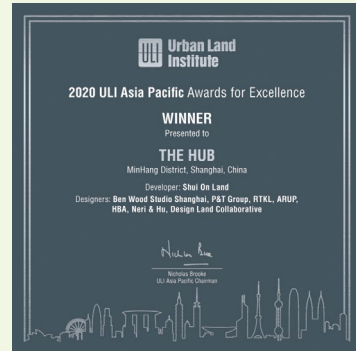 ULI
Urban Land
Institute
2020 ULI Asia Pacific Awards for Excellence
WINNER
Presented to
THE HUB
MinHang District, Shanghai, China
Developer: Shui On Land
Designers: Ben Wood Studio Shanghai, P&T Group, RTKL, ARUP,
HBA, Neri & Hu, Design Land Collaborative
Nicholas Brooke
ULI Asia Pacific Chairman